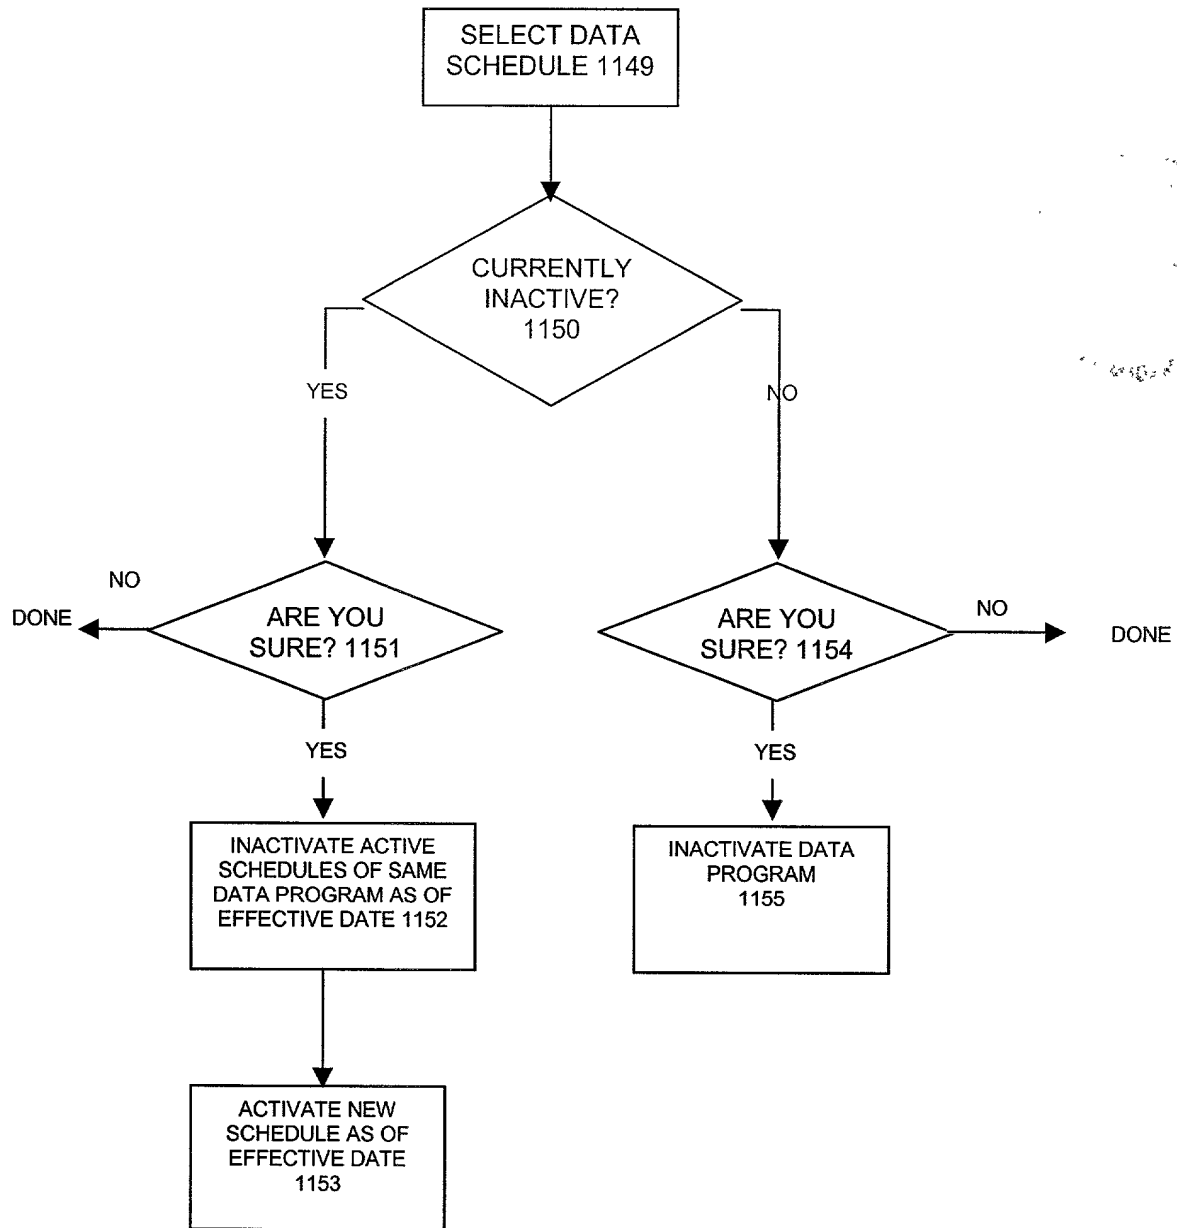 SELECT DATA
SCHEDULE 1149
CURRENTLY
INACTIVE?
1150
YES
NO
NO
DONE
ARE YOU
SURE? 1151
ARE YOU
SURE? 1154
NO
DONE
YES
YES
INACTIVATE ACTIVE
SCHEDULES OF SAME
DATA PROGRAM AS OF
EFFECTIVE DATE 1152
INACTIVATE DATA
PROGRAM
1155
ACTIVATE NEW
SCHEDULE AS OF
EFFECTIVE DATE
1153